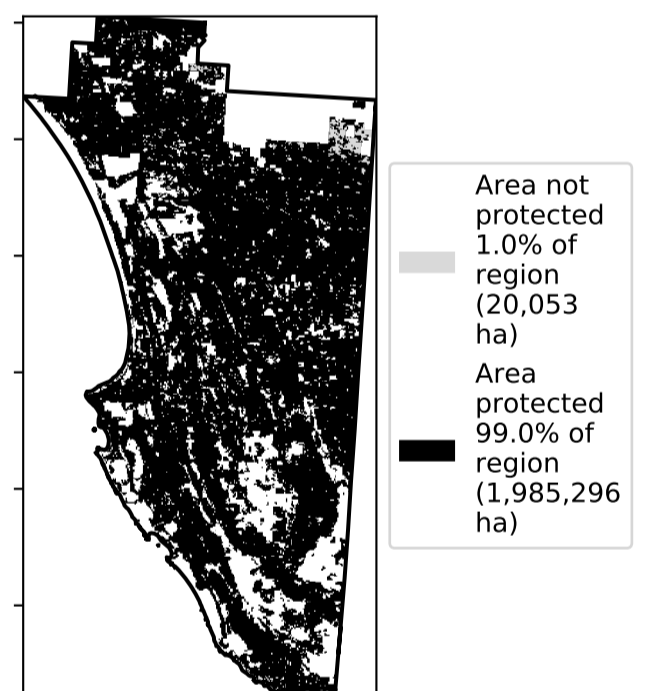 Area not
protected
1.0% of
region
(20,053
ha)
Area
protected
99.0% of
region
(1,985,296
ha)